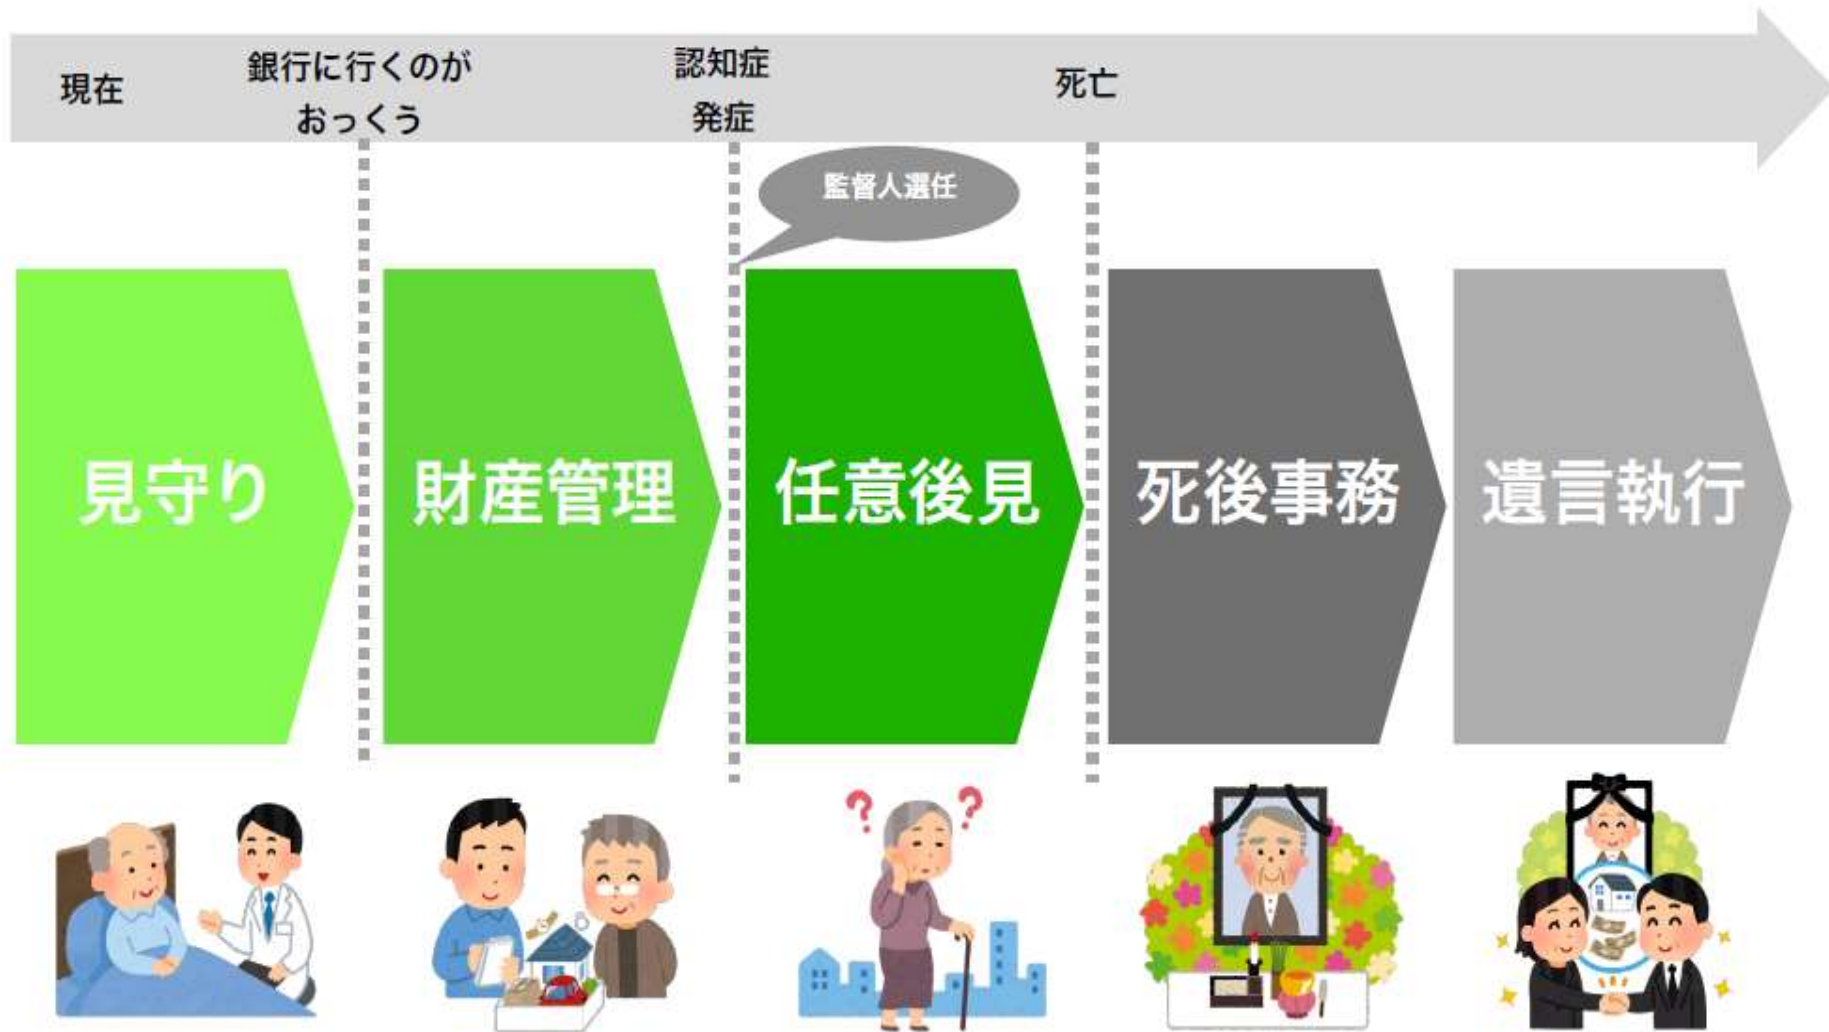 現在
銀行に行くのが
おっくう
認知症
発症
死亡
監督人選任
見守り
財産管理
任意後見
死後事務
遺言執行